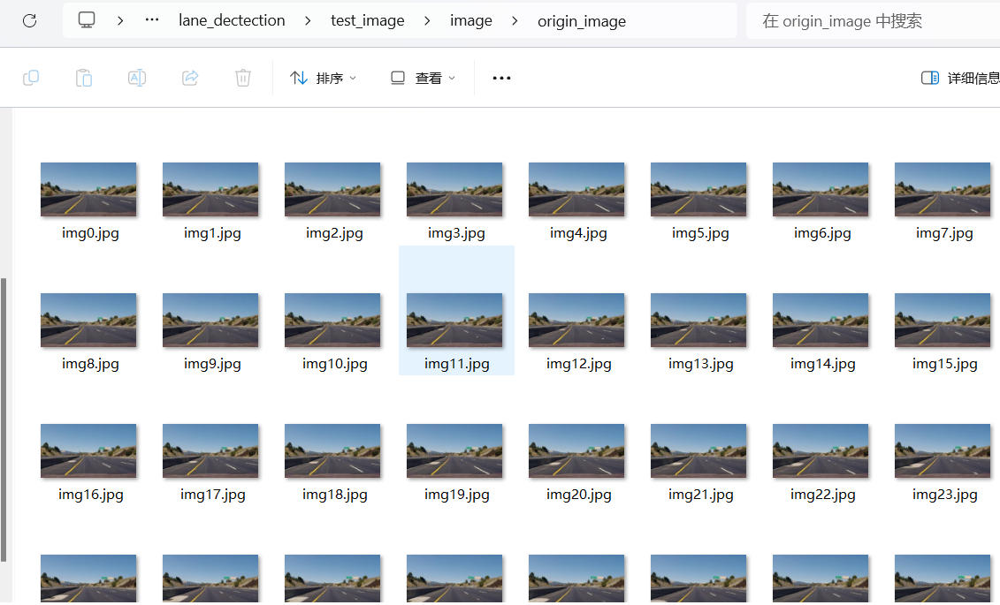 lane_dectection > test_image > image > origin_image 在 origin_image 中搜索
排序 查看 详细信息
img0.jpg img1.jpg img2.jpg img3.jpg img4.jpg img5.jpg img6.jpg img7.jpg
img8.jpg img9.jpg img10.jpg img11.jpg img12.jpg img13.jpg img14.jpg img15.jpg
img16.jpg img17.jpg img18.jpg img19.jpg img20.jpg img21.jpg img22.jpg img23.jpg